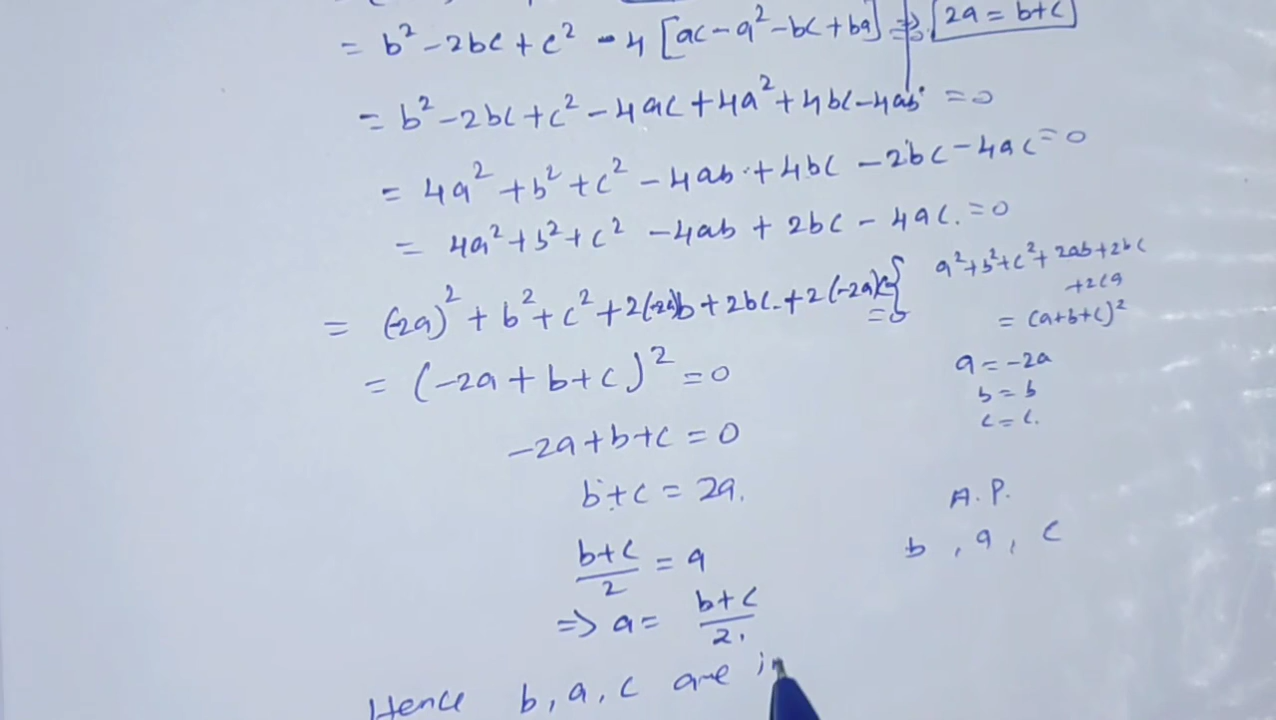 = b² - 2bc + c² - 4 [ac - a² - bc + ba] = 0 ⇒ 2a = b+c
= b² - 2bc + c² - 4ac + 4a² + 4bc - 4ab = 0
= 4a² + b² + c² - 4ab + 4bc - 2bc - 4ac = 0
= 4a² + b² + c² - 4ab + 2bc - 4ac. = 0
= (-2a)² + b² + c² + 2(-2a)b + 2bc + 2(-2a)c} = 0
a² + b² + c² + 2ab + 2bc
+ 2ca
= (a+b+c)²
= (-2a + b + c)² = 0
a = -2a
b = b
c = c.
-2a + b + c = 0
b + c = 2a.
A.P.
b, a, c
b+c/2 = a
⇒ a = b+c/2.
Hence b, a, c are in